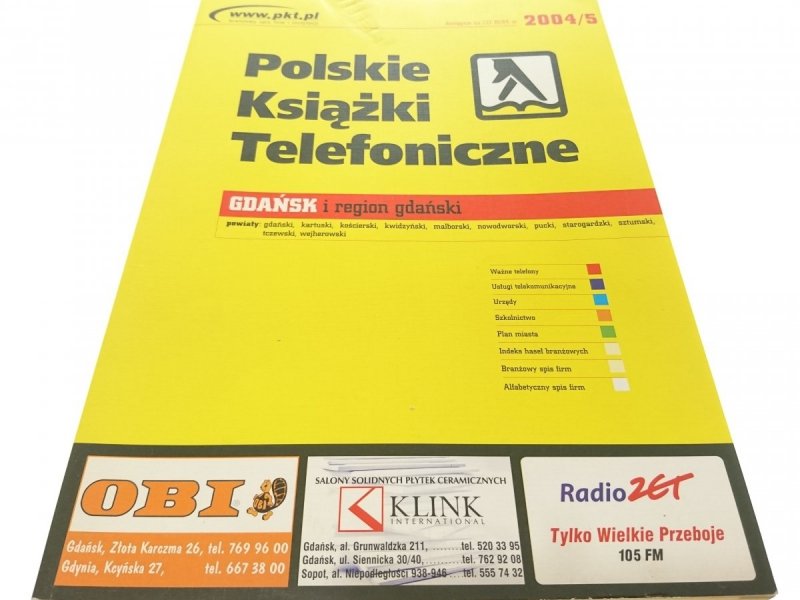 www.pkt.pl
2004/5
Polskie
Książki
Telefoniczne
GDAŃSK i region gdański
powiaty: gdański, kartuski, kościerski, kwidzyński, malborski, nowodworski, pucki, starogardzki, sztumski,
tczewski, wejherowski
Ważne telefony
Usługi telekomunikacyjne
Urzędy
Szkolnictwo
Plan miasta
Indeks haseł branżowych
Branżowy spis firm
Alfabetyczny spis firm
OBI
Gdańsk, Złota Karczma 26, tel. 769 96 00
Gdynia, Kcyńska 27, tel. 667 38 00
SALONY SOLIDNYCH PŁYTEK CERAMICZNYCH
KLINK
INTERNATIONAL
Gdańsk, al. Grunwaldzka 211, ........tel. 520 33 95
Gdańsk, ul. Siennicka 30/40, ..........tel. 762 92 08
Sopot, al. Niepodległości 938-946 ....tel. 555 74 32
Radio ZET
Tylko Wielkie Przeboje
105 FM